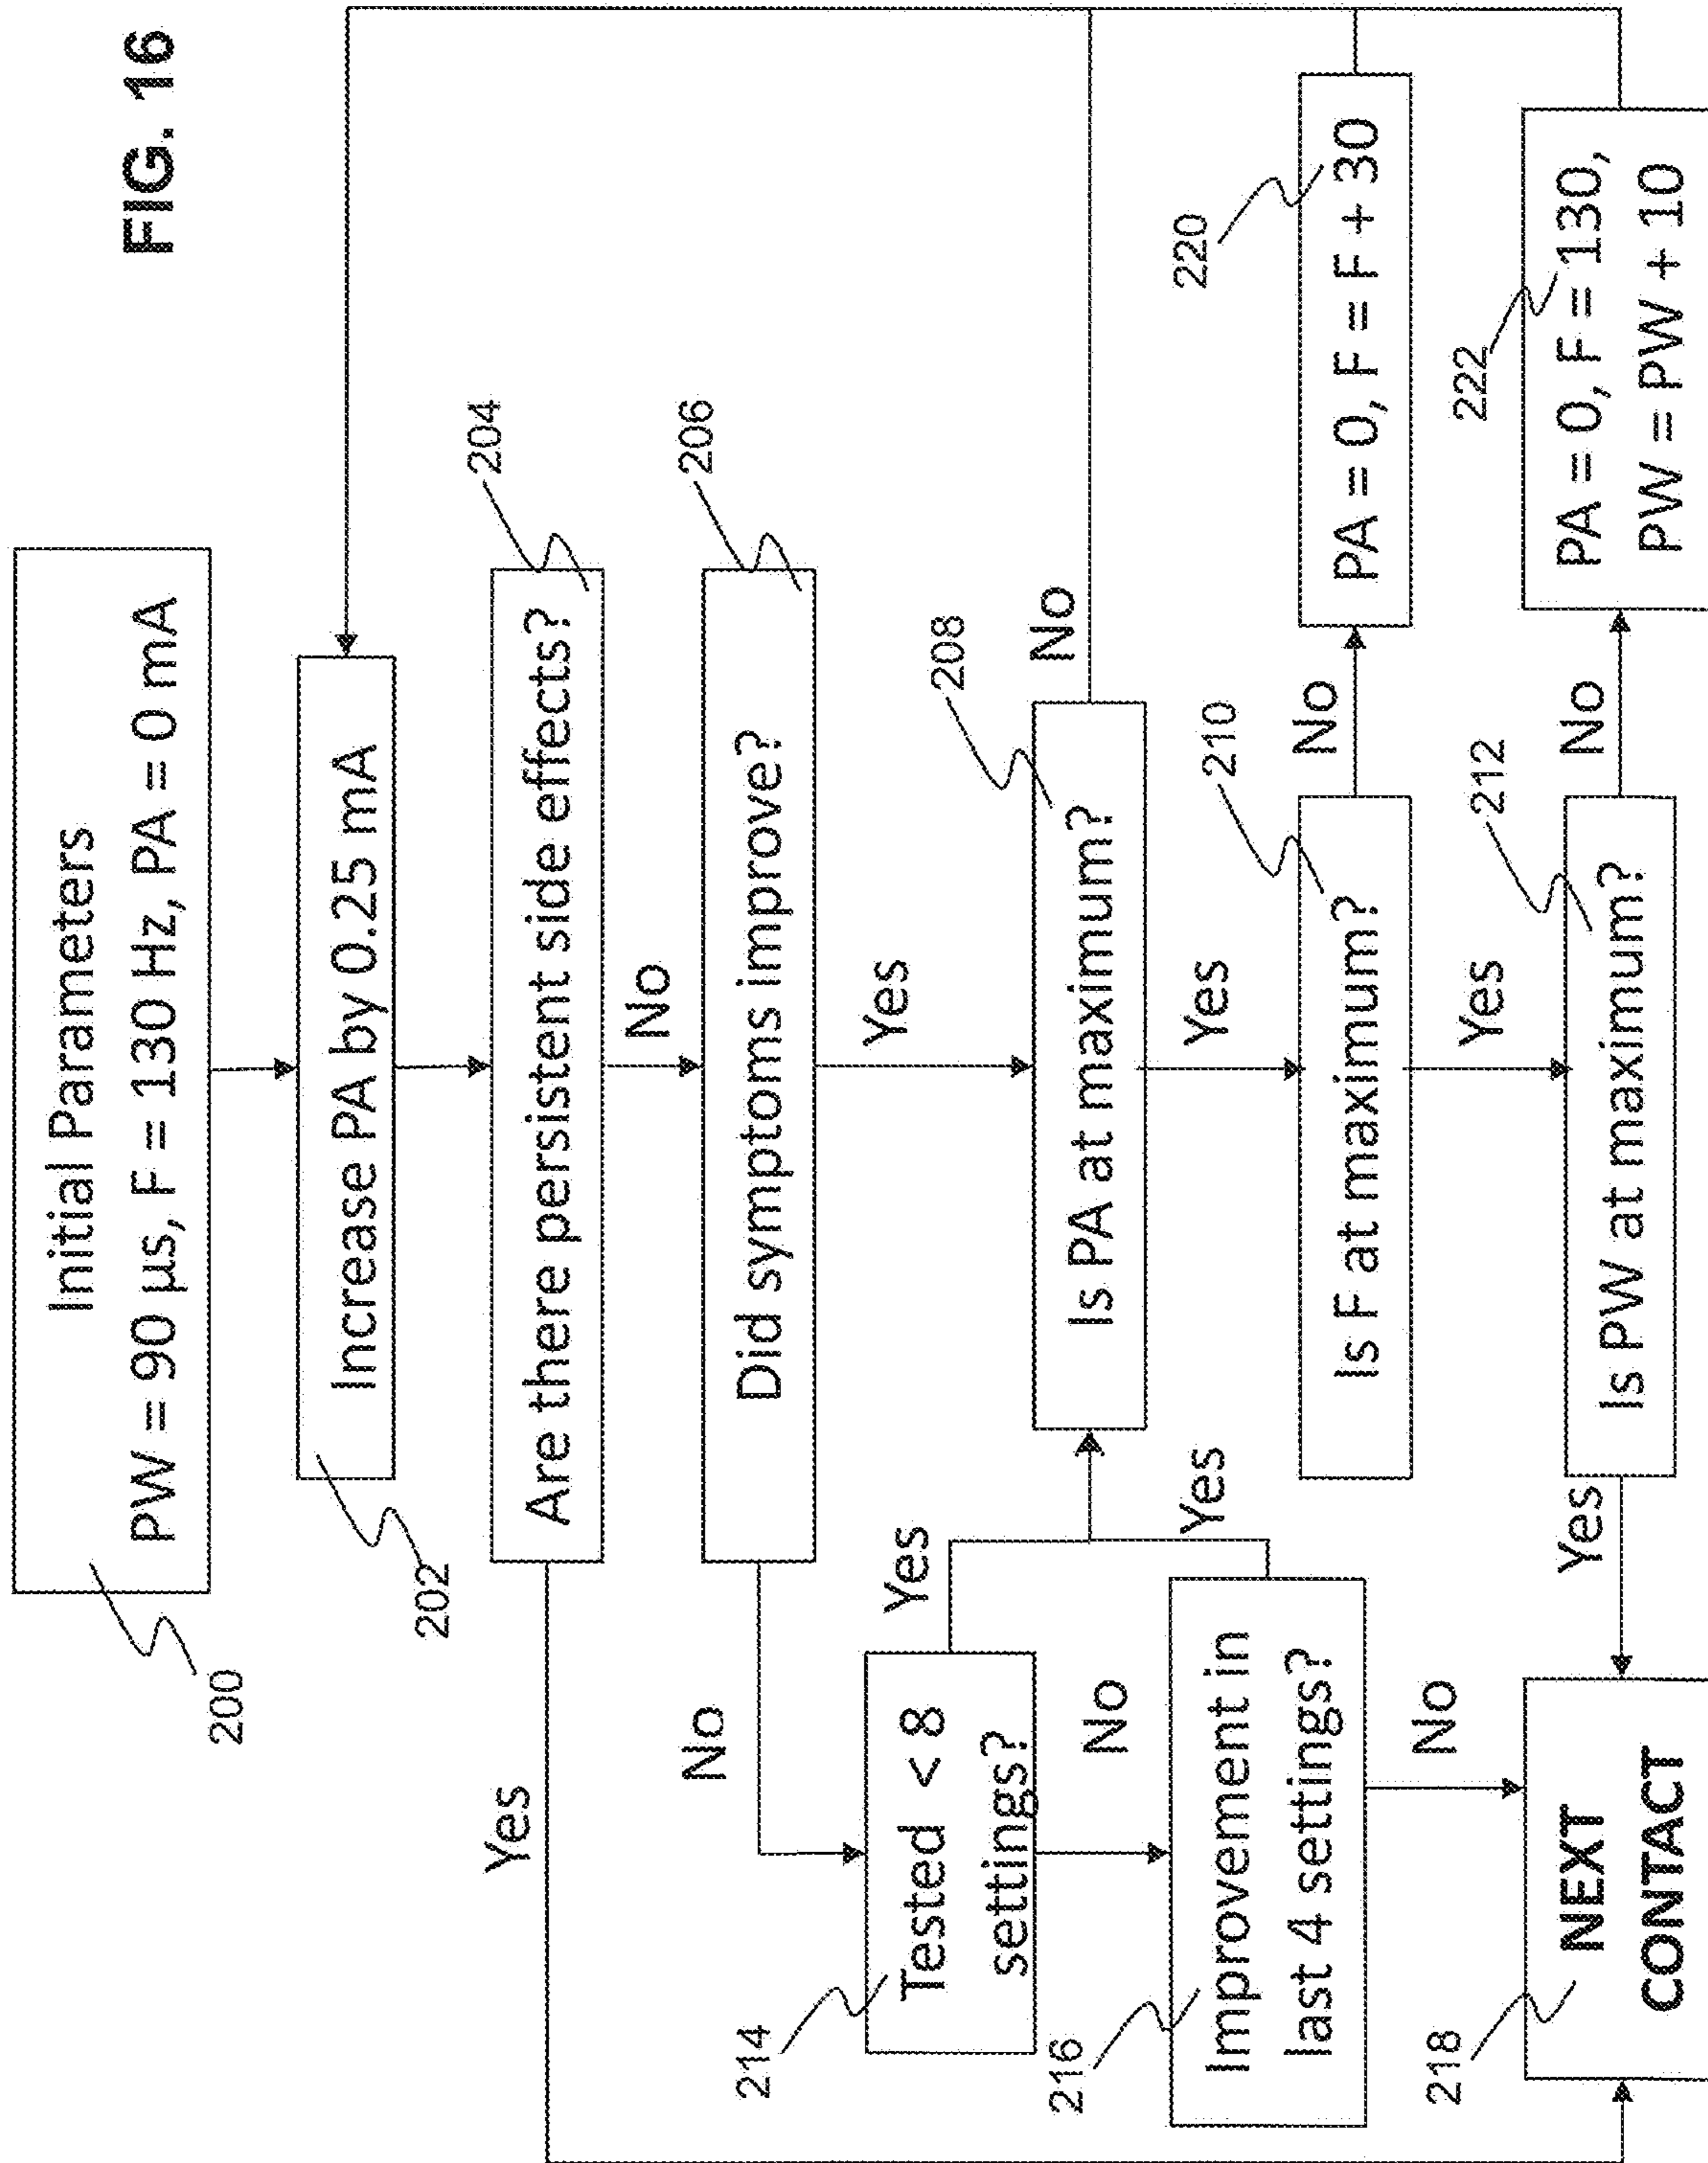 FIG. 16
Initial Parameters
PW = 90 µs, F = 130 Hz, PA = 0 mA
200
Increase PA by 0.25 mA
202
Are there persistent side effects?
204
Yes
No
Did symptoms improve?
206
No
Yes
Tested < 8
settings?
214
Yes
No
Is PA at maximum?
208
No
Yes
Improvement in
last 4 settings?
216
Yes
No
Is F at maximum?
210
No
Yes
PA = 0, F = F + 30
220
NEXT
CONTACT
218
Yes
Is PW at maximum?
212
No
PA = 0, F = 130,
PW = PW + 10
222